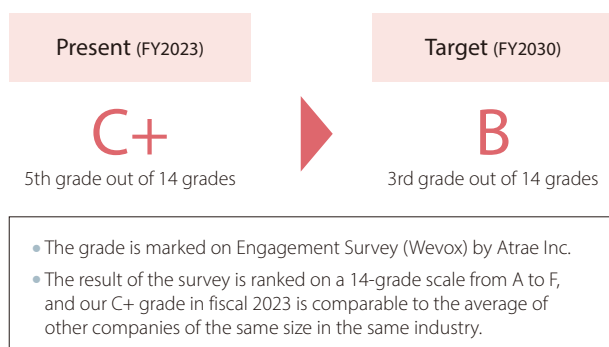 Present (FY2023)
Target (FY2030)
C+
B
5th grade out of 14 grades
3rd grade out of 14 grades
• The grade is marked on Engagement Survey (Wevox) by Atrae Inc.
• The result of the survey is ranked on a 14-grade scale from A to F,
and our C+ grade in fiscal 2023 is comparable to the average of
other companies of the same size in the same industry.